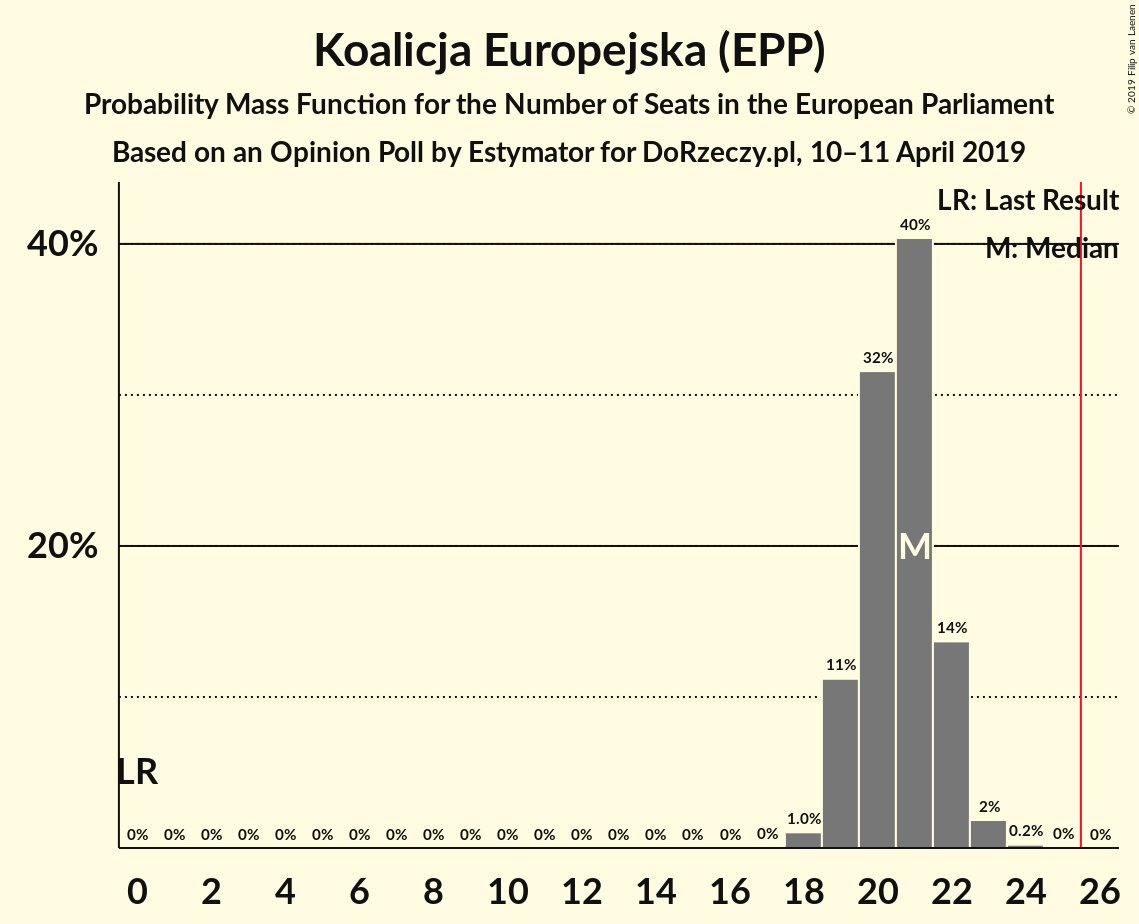 Koalicja Europejska (EPP)
Probability Mass Function for the Number of Seats in the European Parliament
Based on an Opinion Poll by Estymator for DoRzeczy.pl, 10–11 April 2019
© 2019 Filip van Laenen
LR: Last Result
M: Median
40%
20%
40%
32%
14%
11%
2%
1.0%
0.2%
M
LR
0% 0% 0% 0% 0% 0% 0% 0% 0% 0% 0% 0% 0% 0% 0% 0% 0% 0% 0% 0%
0 2 4 6 8 10 12 14 16 18 20 22 24 26